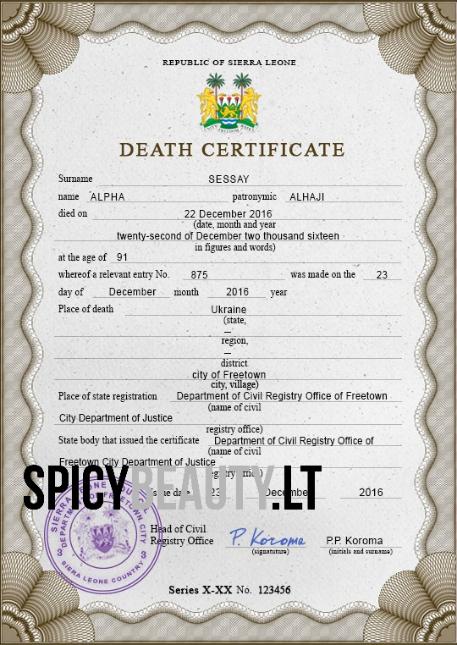 REPUBLIC OF SIERRA LEONE
DEATH CERTIFICATE
Surname SESSAY
name ALPHA patronymic ALHAJI
died on 22 December 2016
(date, month and year
twenty-second of December two thousand sixteen
in figures and words)
at the age of 91
whereof a relevant entry No. 875 was made on the 23
day of December month 2016 year
Place of death Ukraine
(state,
—
region,
—
district
city of Freetown
city, village)
Place of state registration Department of Civil Registry Office of Freetown
(name of civil
City Department of Justice
registry office)
State body that issued the certificate Department of Civil Registry Office of
(name of civil
Freetown City Department of Justice
SPICYBEAUTY.LT
date 23 December 2016
Head of Civil
Registry Office P. Koroma P.P. Koroma
(signature) (initials and surname)
SIERRA LEONE COUNTRY
Series X-XX No. 123456